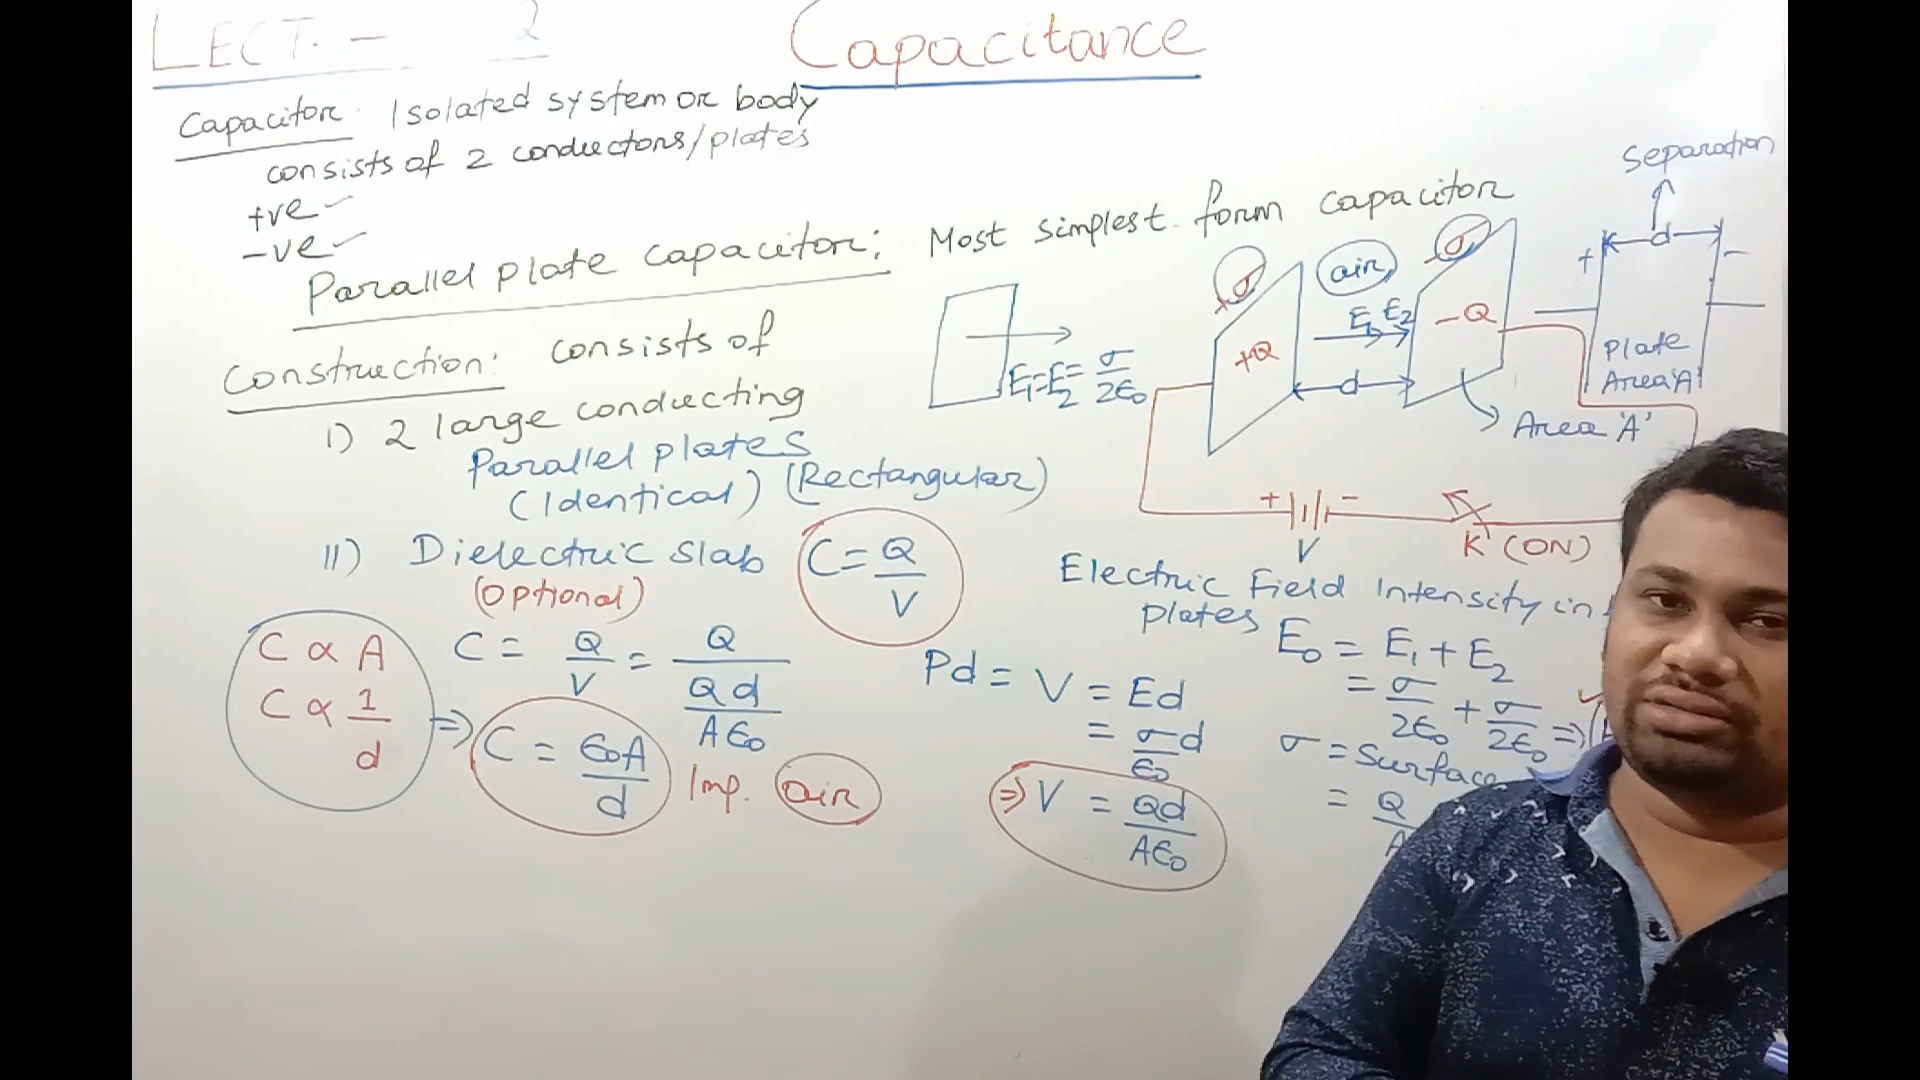 LECT. - 2
Capacitance
Capacitor: Isolated system or body
consists of 2 conductors/plates
+ve ✓
-ve ✓
Parallel plate capacitor: Most simplest form capacitor
Construction: consists of
I) 2 large conducting
Parallel plates
(Identical) (Rectangular)
II) Dielectric slab
(optional)
C = Q/V
C ∝ A
C ∝ 1/d
C = Q/V = Q/(Qd/Aε₀)
⇒ C = ε₀A/d
Imp. air
E₁=E₂=σ/2ε₀
+σ
air
-σ
+Q
E₁ E₂
-Q
d
Area 'A'
+ -
V
K (ON)
Separation
+ d -
Plate
Area 'A'
Electric Field Intensity in
plates
E₀ = E₁ + E₂
= σ/2ε₀ + σ/2ε₀ ⇒
σ = Surface
= Q/A
Pd = V = Ed
= σ/ε₀ d
⇒ V = Qd/Aε₀